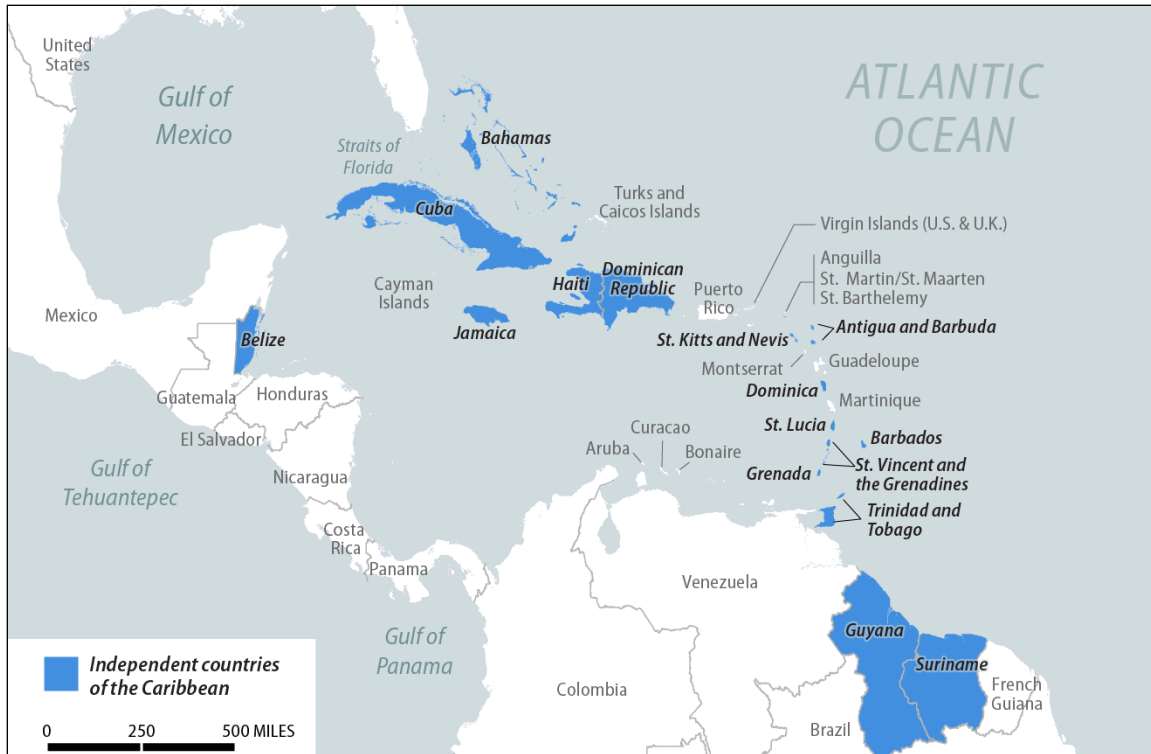 United
States
Gulf of
Mexico
ATLANTIC
OCEAN
Bahamas
Straits of
Florida
Turks and
Caicos Islands
Cuba
Virgin Islands (U.S. & U.K.)
Anguilla
St. Martin/St. Maarten
St. Barthelemy
Cayman
Islands
Haiti
Dominican
Republic
Puerto
Rico
Mexico
Jamaica
Belize
St. Kitts and Nevis
Antigua and Barbuda
Montserrat
Guadeloupe
Guatemala
Honduras
Dominica
Martinique
El Salvador
St. Lucia
Barbados
Curacao
Aruba
Bonaire
Grenada
St. Vincent and
the Grenadines
Gulf of
Tehuantepec
Nicaragua
Trinidad and
Tobago
Costa
Rica
Panama
Venezuela
Gulf of
Panama
Guyana
Suriname
French
Guiana
Colombia
Brazil
Independent countries
of the Caribbean
0 250 500 MILES